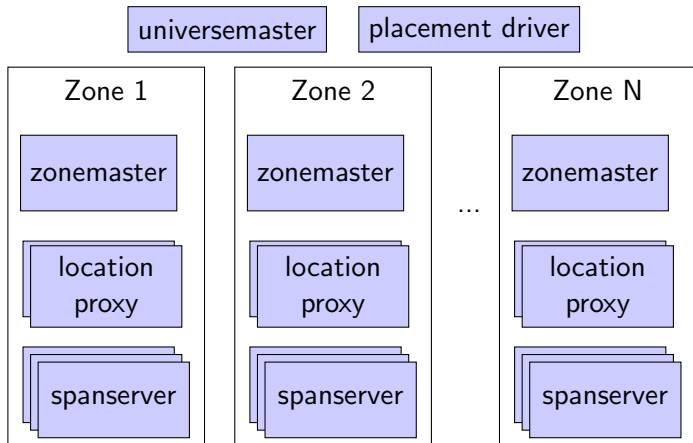 universemaster
placement driver
Zone 1
zonemaster
location
proxy
spanserver
Zone 2
zonemaster
location
proxy
spanserver
...
Zone N
zonemaster
location
proxy
spanserver